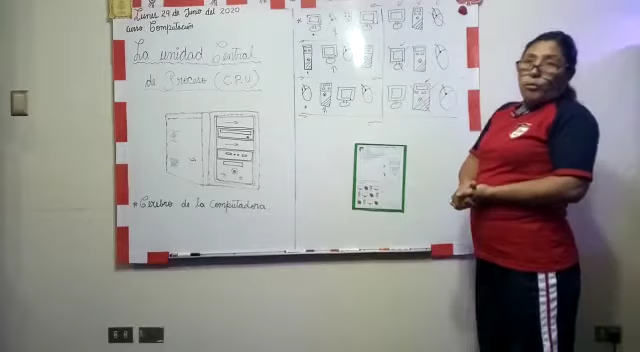 Lunes 29 de Junio del 2020
Curso Computación
La unidad Central
de Proceso (C.P.U)
* Cerebro de la Computadora